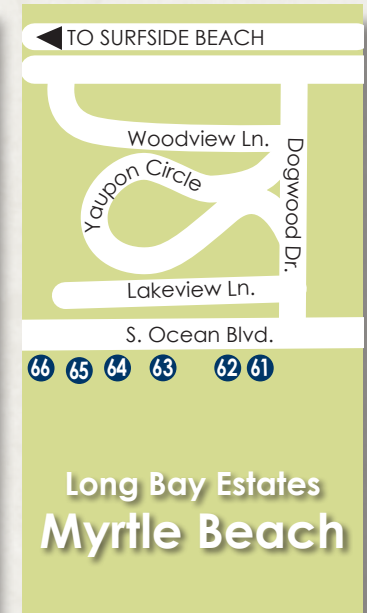 TO SURFSIDE BEACH
Woodview Ln.
Yaupon Circle
Dogwood Dr.
Lakeview Ln.
S. Ocean Blvd.
66 65 64 63 62 61
Long Bay Estates
Myrtle Beach